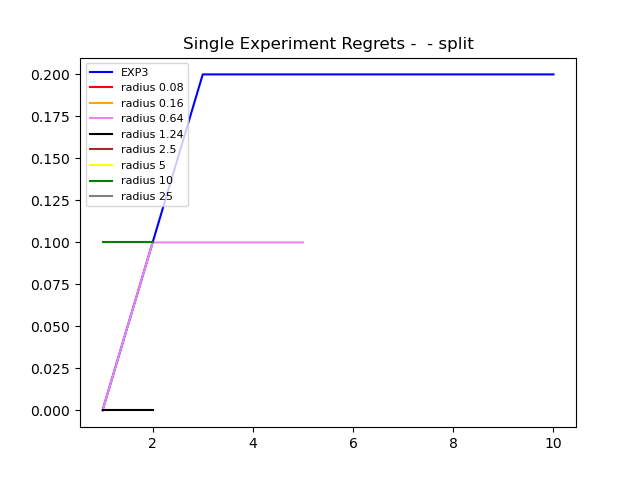 Single Experiment Regrets -  - split
0.200
0.175
0.150
0.125
0.100
0.075
0.050
0.025
0.000
EXP3
radius 0.08
radius 0.16
radius 0.64
radius 1.24
radius 2.5
radius 5
radius 10
radius 25
2
4
6
8
10